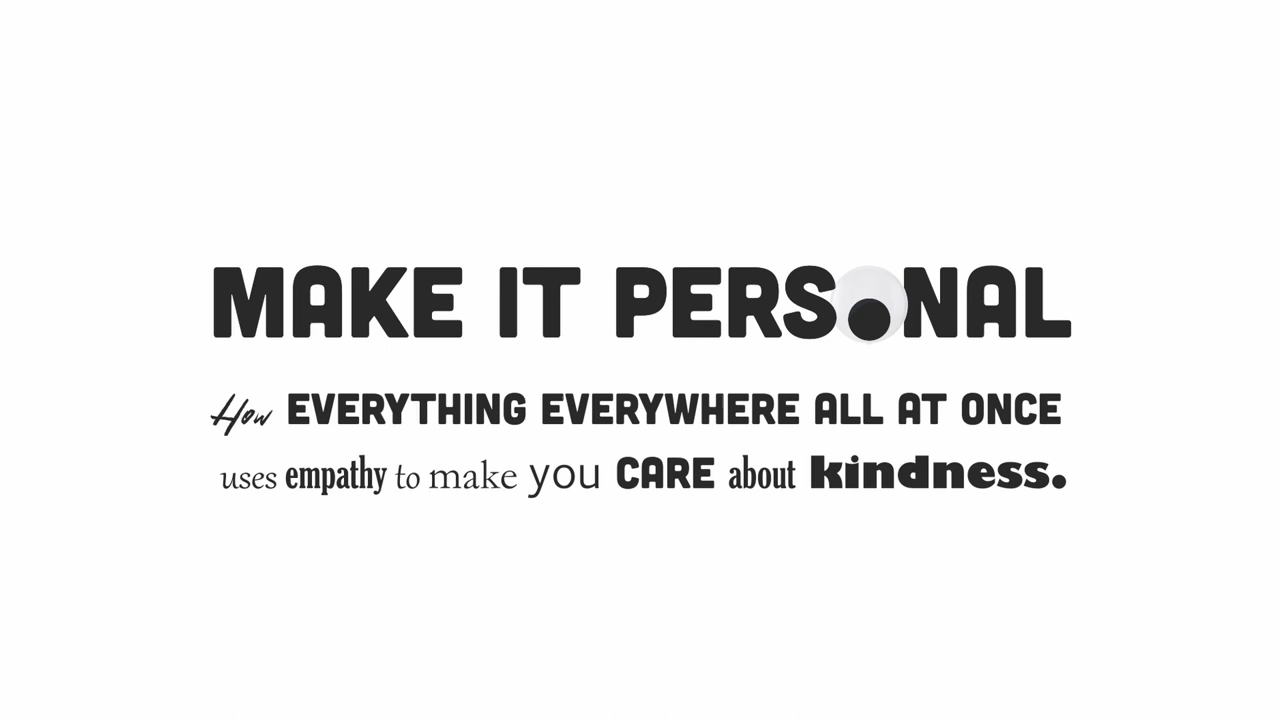 MAKE IT PERSONAL
How EVERYTHING EVERYWHERE ALL AT ONCE
uses empathy to make you CARE about kindness.